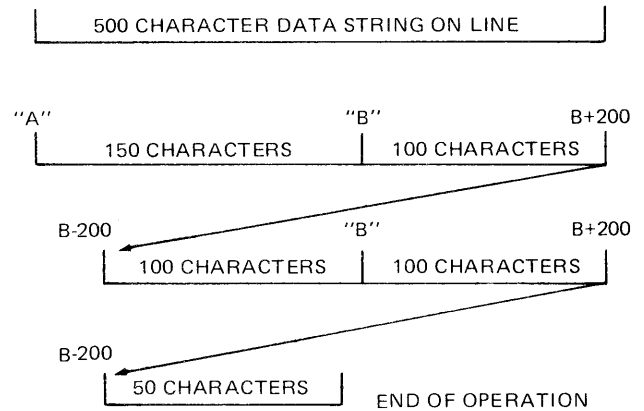 500 CHARACTER DATA STRING ON LINE
"A" "B" B+200
150 CHARACTERS 100 CHARACTERS
B-200 "B" B+200
100 CHARACTERS 100 CHARACTERS
B-200
50 CHARACTERS
END OF OPERATION